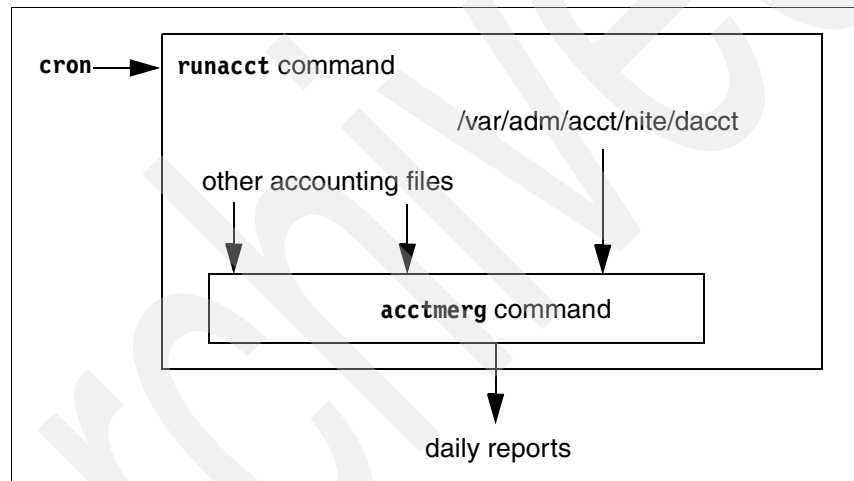 cron
runacct command
/var/adm/acct/nite/dacct
other accounting files
acctmerg command
daily reports